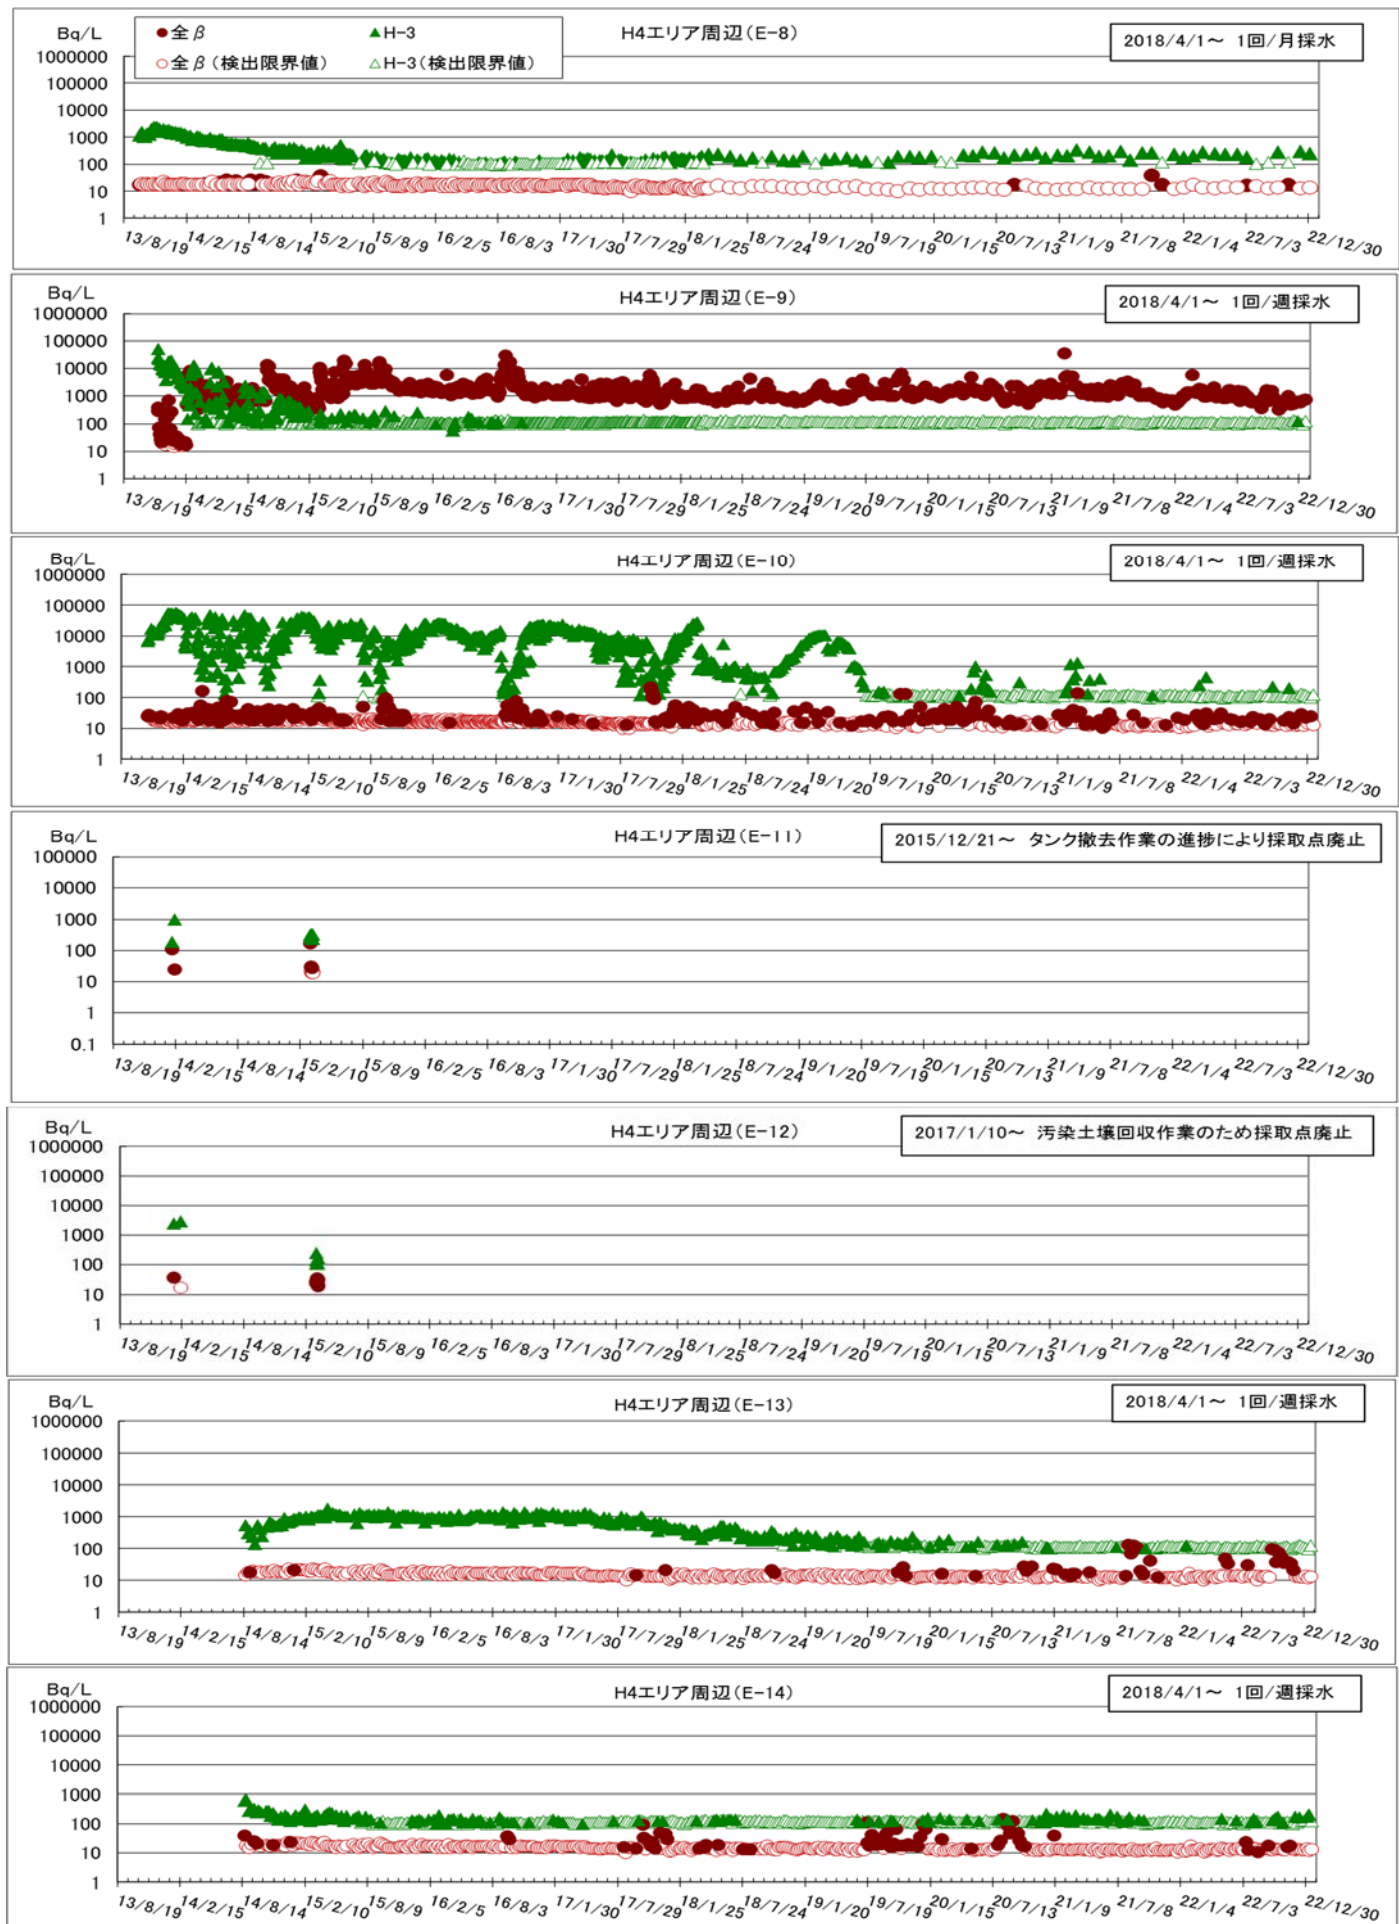 Bq/L
●全β ▲H-3
○全β(検出限界値) △H-3(検出限界値)
H4エリア周辺(E-8)
2018/4/1～ 1回/月採水
1000000
100000
10000
1000
100
10
1
13/8/19 14/2/15 14/8/14 15/2/10 15/8/9 16/2/5 16/8/3 17/1/30 17/7/29 18/1/25 18/7/24 19/1/20 19/7/19 20/1/15 20/7/13 21/1/9 21/7/8 22/1/4 22/7/3 22/12/30
Bq/L
H4エリア周辺(E-9)
2018/4/1～ 1回/週採水
1000000
100000
10000
1000
100
10
1
13/8/19 14/2/15 14/8/14 15/2/10 15/8/9 16/2/5 16/8/3 17/1/30 17/7/29 18/1/25 18/7/24 19/1/20 19/7/19 20/1/15 20/7/13 21/1/9 21/7/8 22/1/4 22/7/3 22/12/30
Bq/L
H4エリア周辺(E-10)
2018/4/1～ 1回/週採水
1000000
100000
10000
1000
100
10
1
13/8/19 14/2/15 14/8/14 15/2/10 15/8/9 16/2/5 16/8/3 17/1/30 17/7/29 18/1/25 18/7/24 19/1/20 19/7/19 20/1/15 20/7/13 21/1/9 21/7/8 22/1/4 22/7/3 22/12/30
Bq/L
H4エリア周辺(E-11)
2015/12/21～ タンク撤去作業の進捗により採取点廃止
100000
10000
1000
100
10
1
0.1
13/8/19 14/2/15 14/8/14 15/2/10 15/8/9 16/2/5 16/8/3 17/1/30 17/7/29 18/1/25 18/7/24 19/1/20 19/7/19 20/1/15 20/7/13 21/1/9 21/7/8 22/1/4 22/7/3 22/12/30
Bq/L
H4エリア周辺(E-12)
2017/1/10～ 汚染土壌回収作業のため採取点廃止
1000000
100000
10000
1000
100
10
1
13/8/19 14/2/15 14/8/14 15/2/10 15/8/9 16/2/5 16/8/3 17/1/30 17/7/29 18/1/25 18/7/24 19/1/20 19/7/19 20/1/15 20/7/13 21/1/9 21/7/8 22/1/4 22/7/3 22/12/30
Bq/L
H4エリア周辺(E-13)
2018/4/1～ 1回/週採水
1000000
100000
10000
1000
100
10
1
13/8/19 14/2/15 14/8/14 15/2/10 15/8/9 16/2/5 16/8/3 17/1/30 17/7/29 18/1/25 18/7/24 19/1/20 19/7/19 20/1/15 20/7/13 21/1/9 21/7/8 22/1/4 22/7/3 22/12/30
Bq/L
H4エリア周辺(E-14)
2018/4/1～ 1回/週採水
1000000
100000
10000
1000
100
10
1
13/8/19 14/2/15 14/8/14 15/2/10 15/8/9 16/2/5 16/8/3 17/1/30 17/7/29 18/1/25 18/7/24 19/1/20 19/7/19 20/1/15 20/7/13 21/1/9 21/7/8 22/1/4 22/7/3 22/12/30